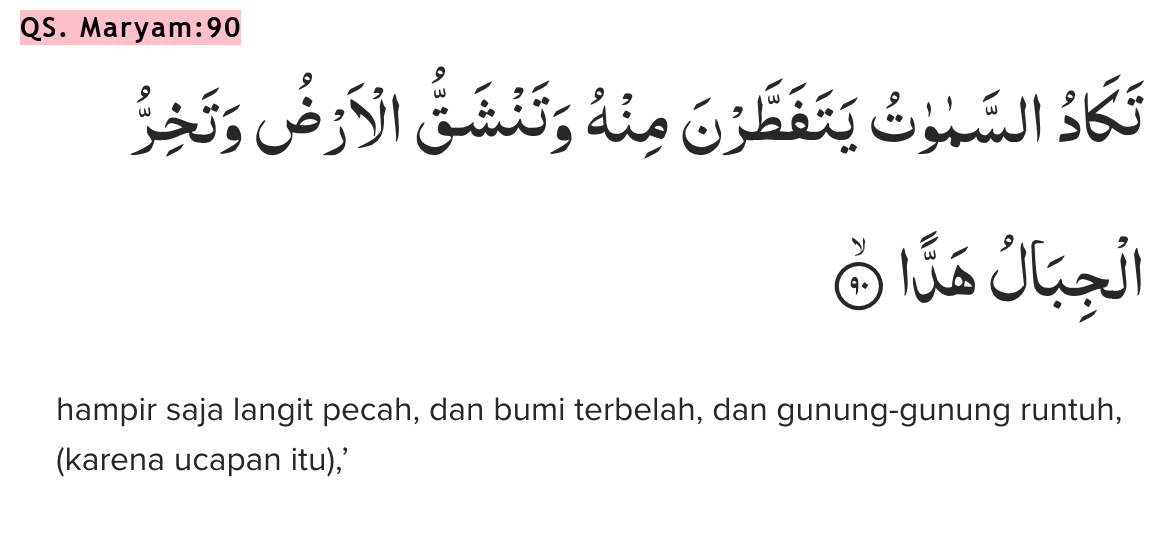 QS. Maryam:90
تَكَادُ السَّمٰوٰتُ يَتَفَطَّرْنَ مِنْهُ وَتَنْشَقُّ الْاَرْضُ وَتَخِرُّ
الْجِبَالُ هَدًّا ۙ ٩٠
hampir saja langit pecah, dan bumi terbelah, dan gunung-gunung runtuh,
(karena ucapan itu),’